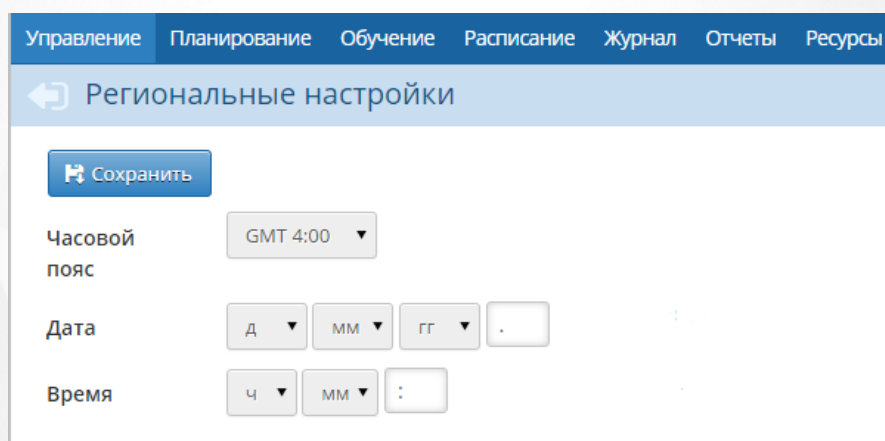 Управление Планирование Обучение Расписание Журнал Отчеты Ресурсы
Региональные настройки
Сохранить
Часовой GMT 4:00
пояс
Дата д мм гг .
Время ч мм :